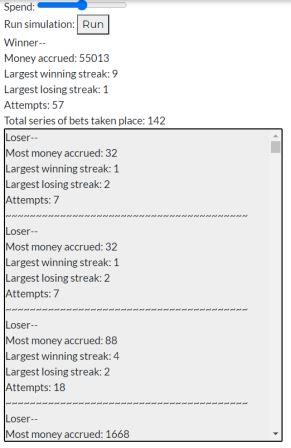 Spend:
Run simulation: Run
Winner--
Money accrued: 55013
Largest winning streak: 9
Largest losing streak: 1
Attempts: 57
Total series of bets taken place: 142
Loser--
Most money accrued: 32
Largest winning streak: 1
Largest losing streak: 2
Attempts: 7
~~~~~~~~~~~~~~~~~~~~~~~~~~~~~~~~~~~~~~~~
Loser--
Most money accrued: 32
Largest winning streak: 1
Largest losing streak: 2
Attempts: 7
~~~~~~~~~~~~~~~~~~~~~~~~~~~~~~~~~~~~~~~~
Loser--
Most money accrued: 88
Largest winning streak: 4
Largest losing streak: 2
Attempts: 18
~~~~~~~~~~~~~~~~~~~~~~~~~~~~~~~~~~~~~~~~
Loser--
Most money accrued: 1668